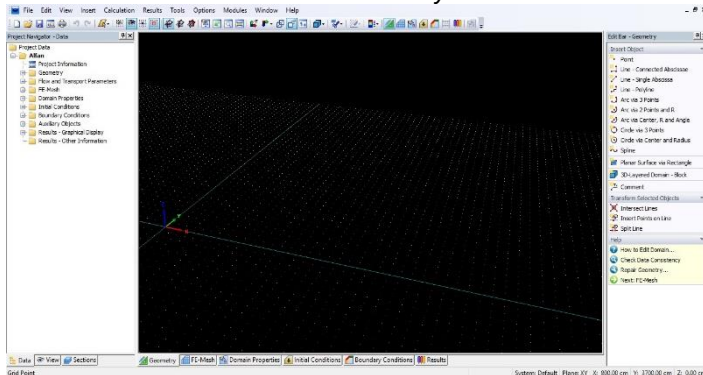 File Edit View Insert Calculation Results Tools Options Modules Window Help
Project Navigator - Data
Project Data
Alfian
Project Information
Geometry
Flow and Transport Parameters
FE-Mesh
Domain Properties
Initial Conditions
Boundary Conditions
Auxiliary Objects
Results - Graphical Display
Results - Other Information
Data View Sections
Geometry FE-Mesh Domain Properties Initial Conditions Boundary Conditions Results
Edit Bar - Geometry
Insert Object
Point
Line - Connected Abscissae
Line - Single Abscissa
Line - Polyline
Arc via 3 Points
Arc via 2 Points and R
Arc via Center, R and Angle
Circle via 3 Points
Circle via Center and Radius
Spline
Planar Surface via Rectangle
3D-Layered Domain - Block
Comment
Transform Selected Objects
Intersect Lines
Insert Points on Line
Split Line
Help
How to Edit Domain...
Check Data Consistency
Repair Geometry...
Next: FE-Mesh
Grid Point
System: Default Plane: XY X: 800.00 cm Y: 3700.00 cm Z: 0.00 cm